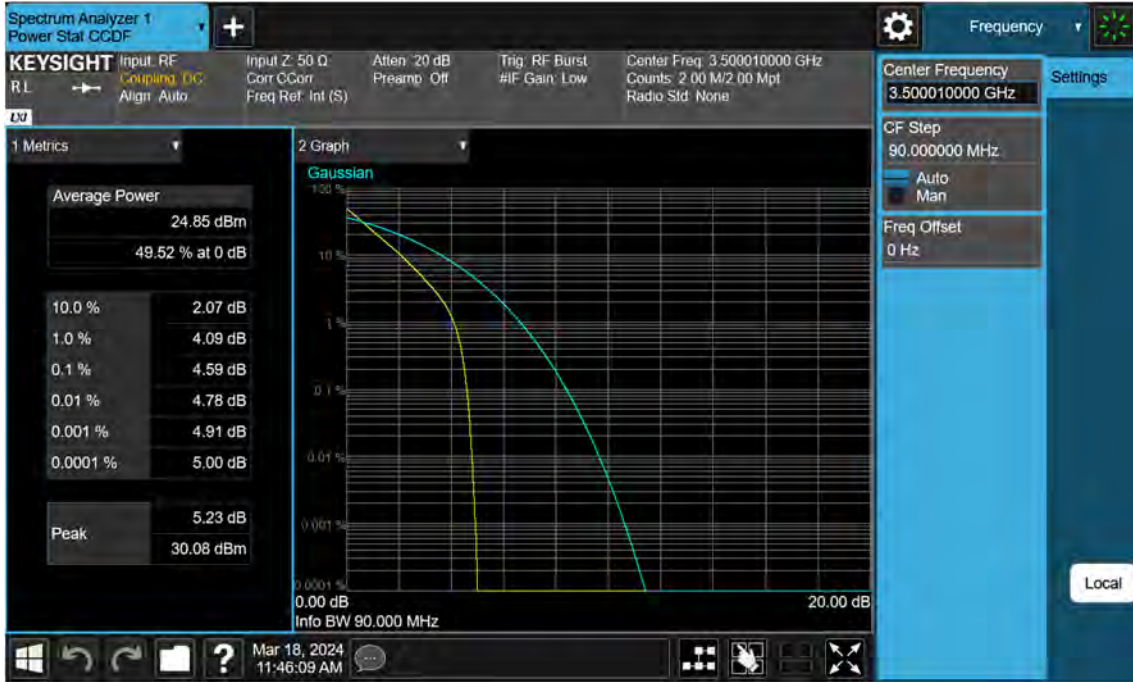 Spectrum Analyzer 1
Power Stat CCDF
+
Frequency
KEYSIGHT
RL
LXI
Input: RF
Coupling: DC
Align: Auto
Input Z: 50 Ω
Corr CCorr
Freq Ref: Int (S)
Atten: 20 dB
Preamp: Off
Trig: RF Burst
#IF Gain: Low
Center Freq: 3.500010000 GHz
Counts: 2.00 M/2.00 Mpt
Radio Std: None
Center Frequency
3.500010000 GHz
Settings
CF Step
90.000000 MHz
Auto
Man
Freq Offset
0 Hz
Local
1 Metrics
Average Power
24.85 dBm
49.52 % at 0 dB
10.0 % 2.07 dB
1.0 % 4.09 dB
0.1 % 4.59 dB
0.01 % 4.78 dB
0.001 % 4.91 dB
0.0001 % 5.00 dB
Peak
5.23 dB
30.08 dBm
2 Graph
Gaussian
100 %
10 %
1 %
0.1 %
0.01 %
0.001 %
0.0001 %
0.00 dB 20.00 dB
Info BW 90.000 MHz
?
Mar 18, 2024
11:46:09 AM